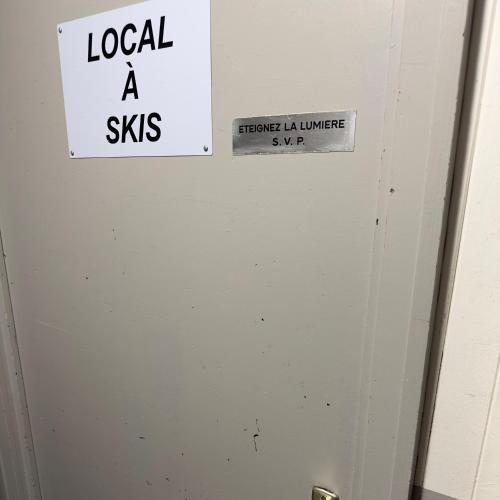 LOCAL
À
SKIS
ETEIGNEZ LA LUMIERE
S. V. P.